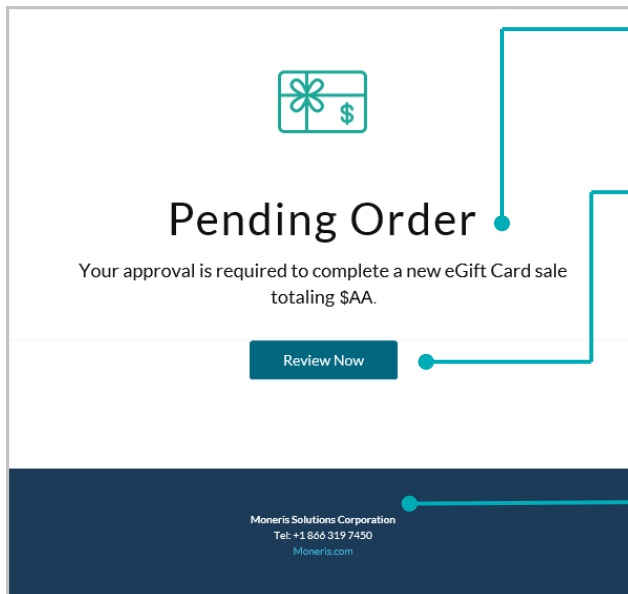 $
Pending Order
Your approval is required to complete a new eGift Card sale
totaling $AA.
Review Now
Moneris Solutions Corporation
Tel: +1 866 319 7450
Moneris.com